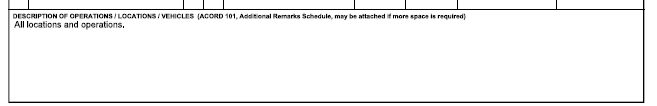 DESCRIPTION OF OPERATIONS / LOCATIONS / VEHICLES (ACORD 101, Additional Remarks Schedule, may be attached if more space is required)
All locations and operations.